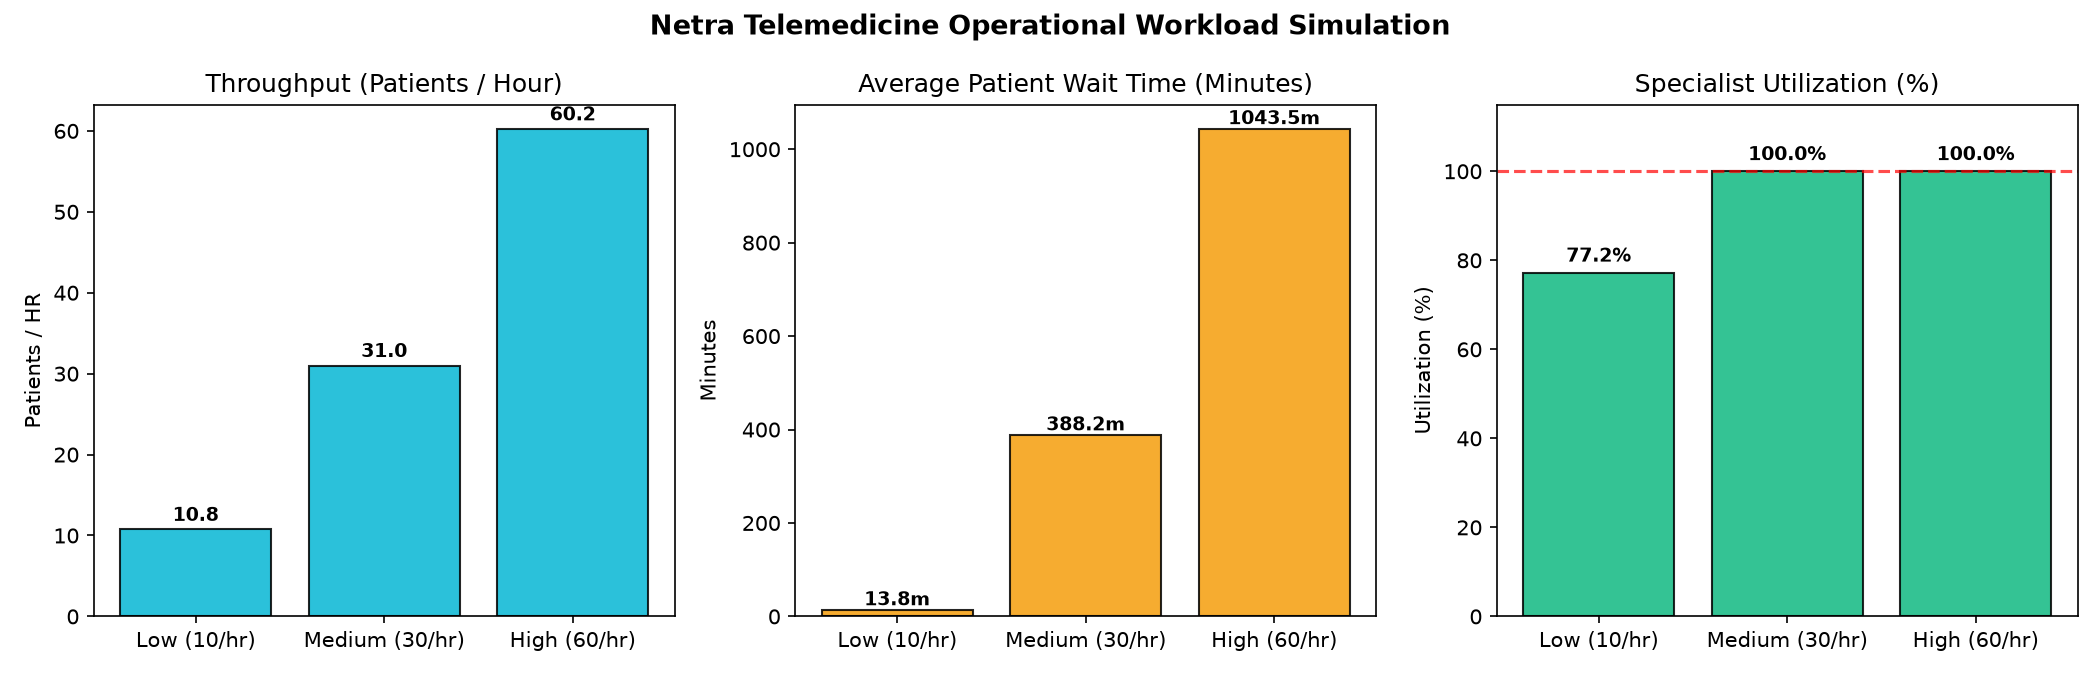 Netra Telemedicine Operational Workload Simulation
Throughput (Patients / Hour)
Patients / HR
60
50
40
30
20
10
0
10.8
31.0
60.2
Low (10/hr)
Medium (30/hr)
High (60/hr)
Average Patient Wait Time (Minutes)
Minutes
1000
800
600
400
200
0
13.8m
388.2m
1043.5m
Low (10/hr)
Medium (30/hr)
High (60/hr)
Specialist Utilization (%)
Utilization (%)
100
80
60
40
20
0
77.2%
100.0%
100.0%
Low (10/hr)
Medium (30/hr)
High (60/hr)